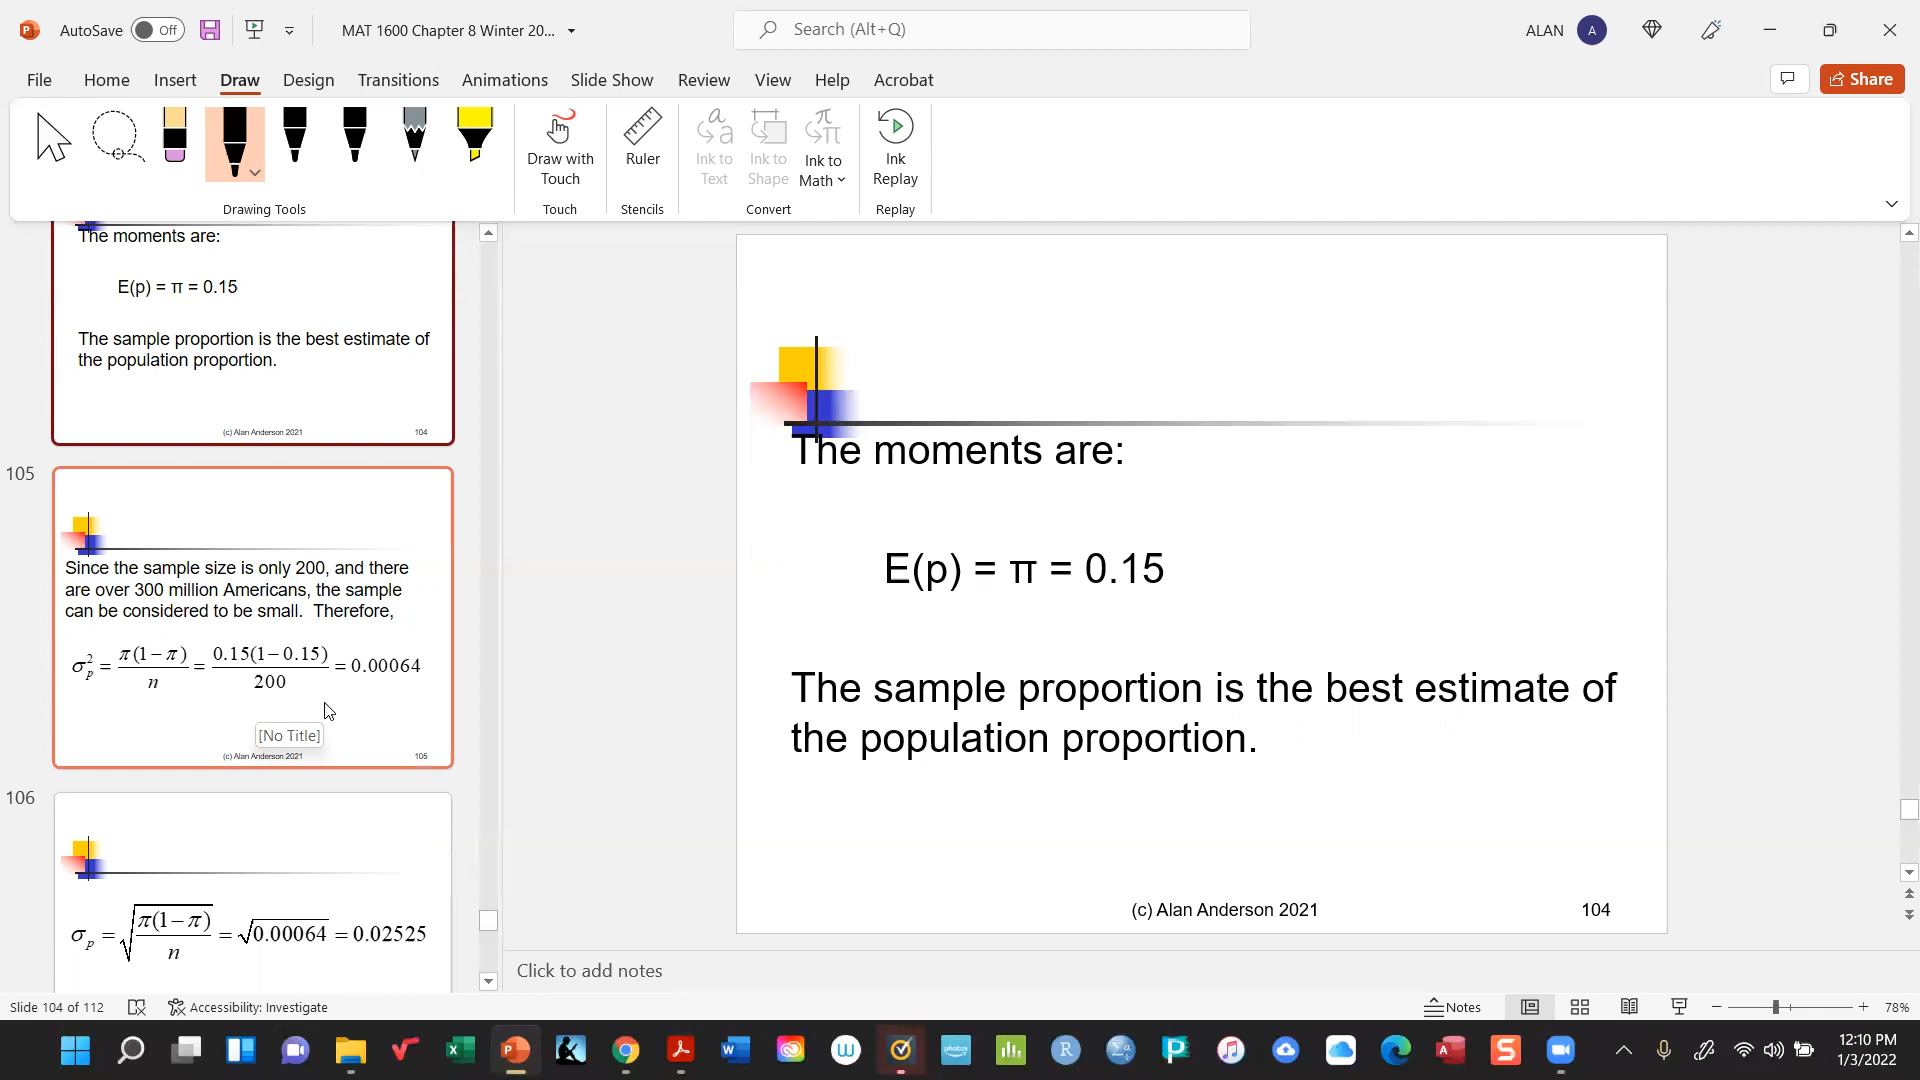 AutoSave Off
MAT 1600 Chapter 8 Winter 20...
Search (Alt+Q)
ALAN A
File Home Insert Draw Design Transitions Animations Slide Show Review View Help Acrobat
Share
Draw with
Touch
Ruler
Ink to
Text
Ink to
Shape
Ink to
Math
Ink
Replay
Drawing Tools Touch Stencils Convert Replay
The moments are:
E(p) = π = 0.15
The sample proportion is the best estimate of
the population proportion.
(c) Alan Anderson 2021 104
105
Since the sample size is only 200, and there
are over 300 million Americans, the sample
can be considered to be small. Therefore,
σ_p^2 = π(1−π)/n = 0.15(1−0.15)/200 = 0.00064
[No Title]
(c) Alan Anderson 2021 105
106
σ_p = √(π(1−π)/n) = √0.00064 = 0.02525
The moments are:
E(p) = π = 0.15
The sample proportion is the best estimate of
the population proportion.
(c) Alan Anderson 2021 104
Click to add notes
Slide 104 of 112
Accessibility: Investigate
Notes
78%
12:10 PM
1/3/2022